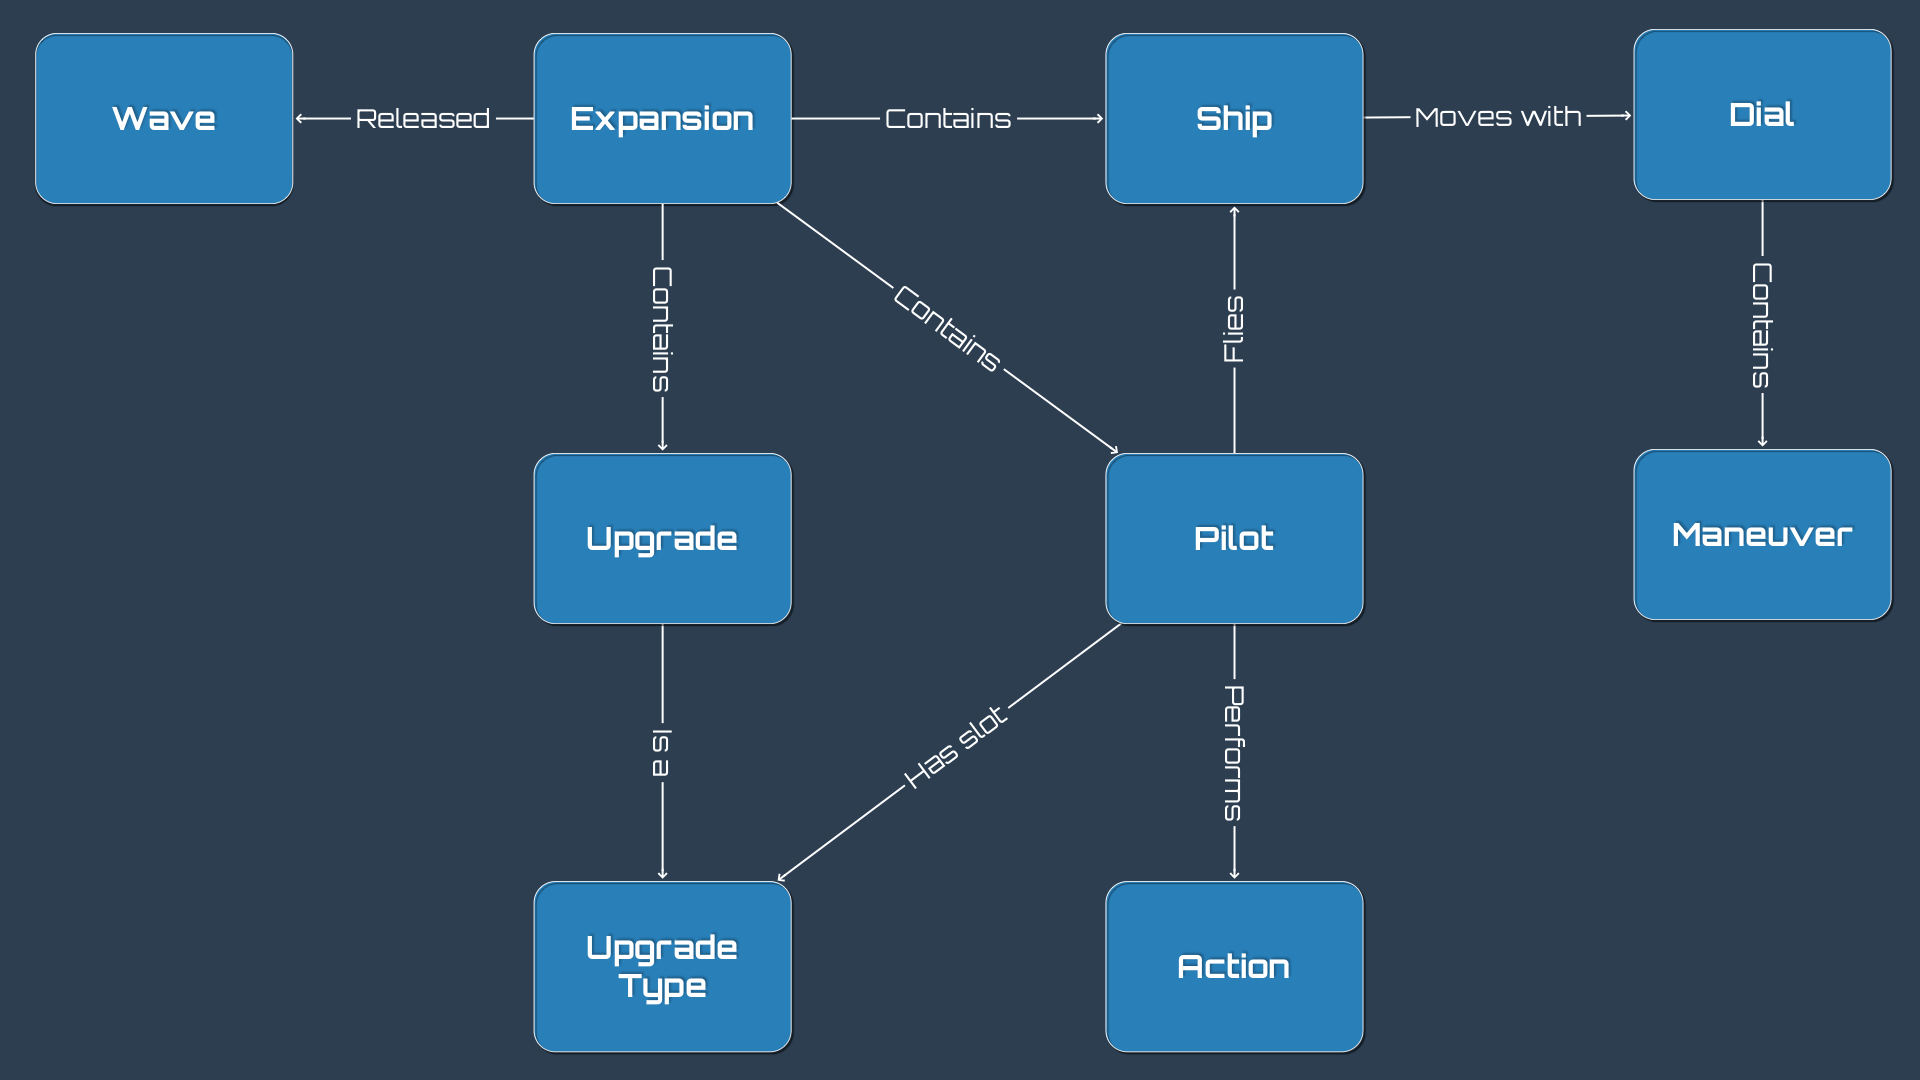 Wave
Released
Expansion
Contains
Ship
Moves with
Dial
Contains
Contains
Flies
Contains
Upgrade
Pilot
Maneuver
Is a
Has slot
Performs
Upgrade
Type
Action